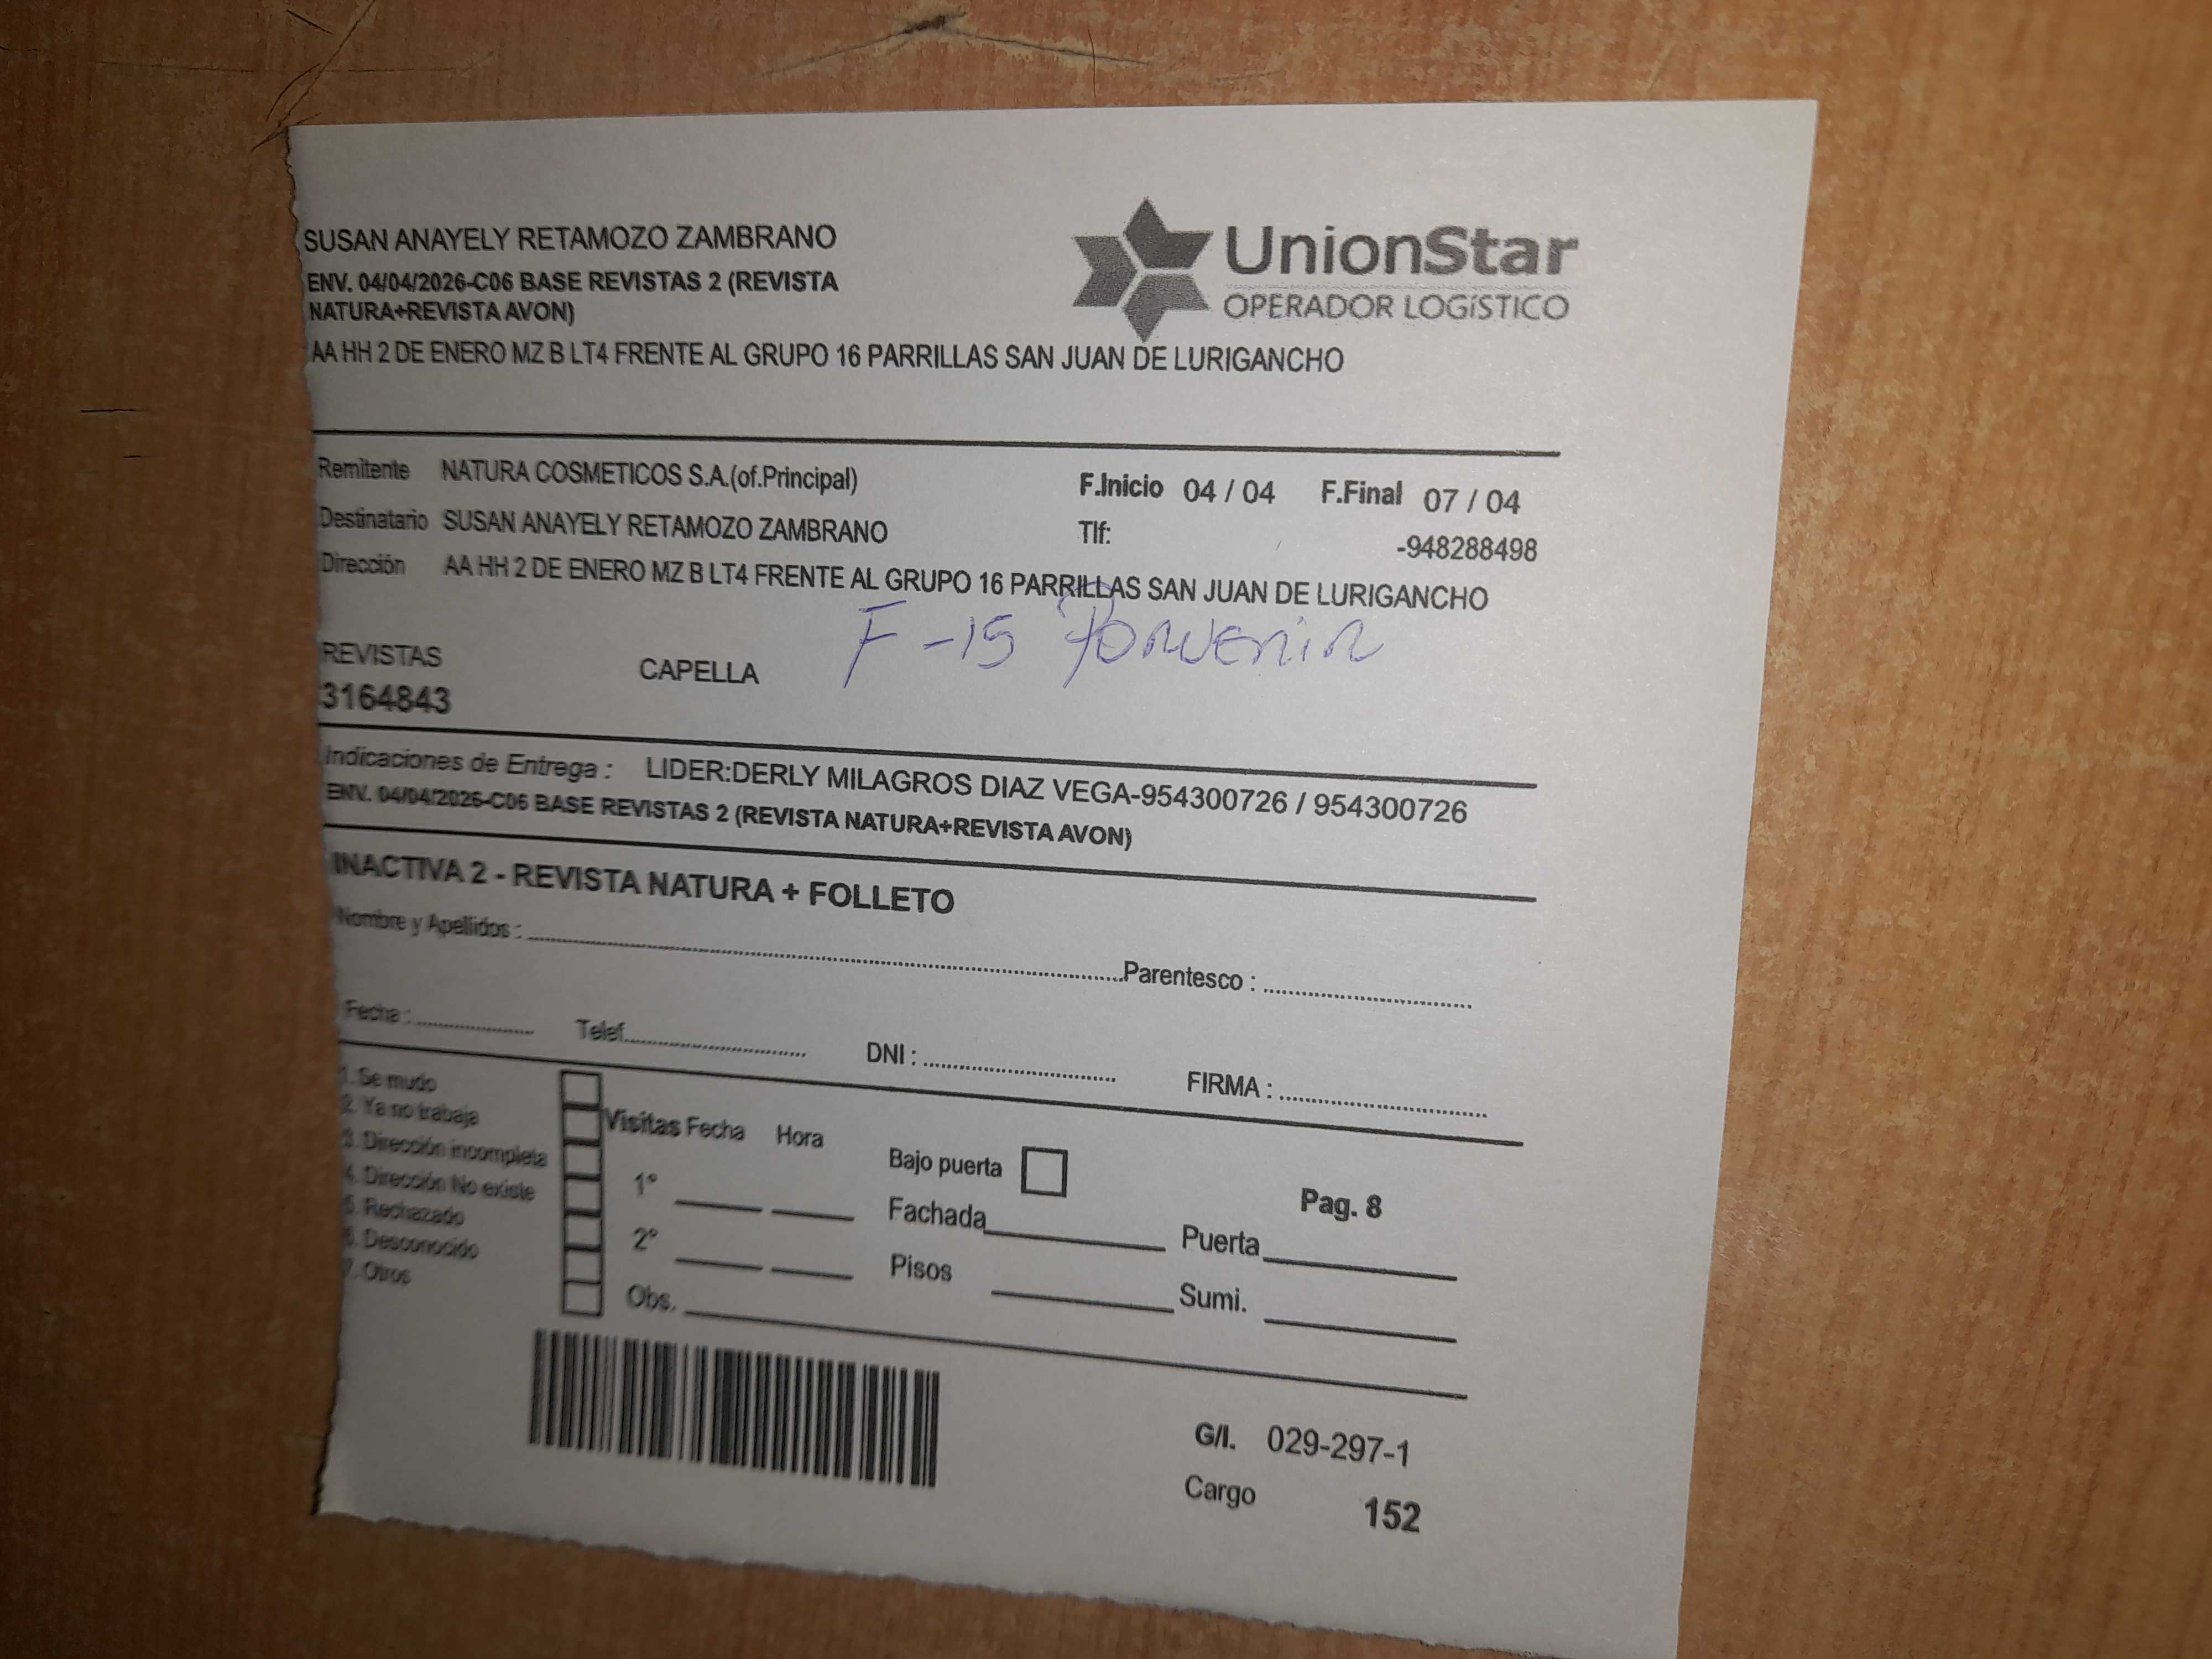 SUSAN ANAYELY RETAMOZO ZAMBRANO
ENV. 04/04/2026-C06 BASE REVISTAS 2 (REVISTA
NATURA+REVISTA AVON)
UnionStar
OPERADOR LOGÍSTICO
AA HH 2 DE ENERO MZ B LT4 FRENTE AL GRUPO 16 PARRILLAS SAN JUAN DE LURIGANCHO
Remitente NATURA COSMETICOS S.A.(of.Principal) F.Inicio 04 / 04 F.Final 07 / 04
Destinatario SUSAN ANAYELY RETAMOZO ZAMBRANO Tlf: -948288498
Dirección AA HH 2 DE ENERO MZ B LT4 FRENTE AL GRUPO 16 PARRILLAS SAN JUAN DE LURIGANCHO
F-15 Porvenir
REVISTAS CAPELLA
3164843
Indicaciones de Entrega : LIDER:DERLY MILAGROS DIAZ VEGA-954300726 / 954300726
ENV. 04/04/2026-C06 BASE REVISTAS 2 (REVISTA NATURA+REVISTA AVON)
INACTIVA 2 - REVISTA NATURA + FOLLETO
Nombre y Apellidos : Parentesco :
Fecha : Telef. DNI : FIRMA :
1. Se mudo
2. Ya no trabaja
3. Dirección incompleta
4. Dirección No existe
5. Rechazado
6. Desconocido
7. Otros
Visitas Fecha Hora
1°
2°
Obs.
Bajo puerta
Fachada
Pisos
Pag. 8
Puerta
Sumi.
G/I. 029-297-1
Cargo 152